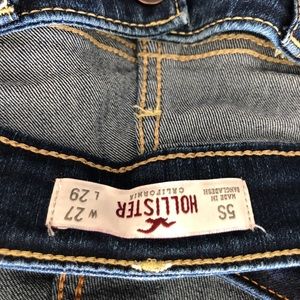 5S
MADE IN
BANGLADESH
HOLLISTER
CALIFORNIA
W 27
L 29